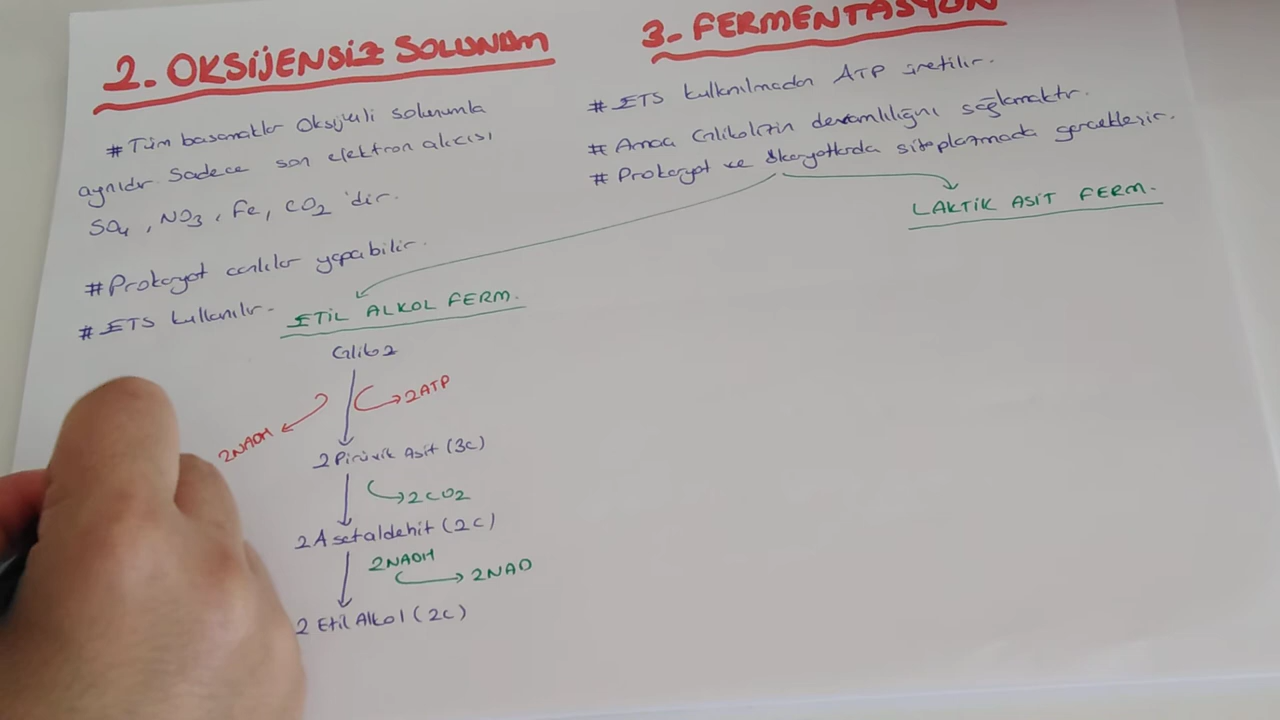 2. OKSİJENSİZ SOLUNUM
# Tüm basamaklar Oksijenli solunumla
aynıdır. Sadece son elektron alıcısı
SO4, NO3, Fe, CO2 'dir.
# Prokaryot canlılar yapabilir.
# ETS kullanılır.
3. FERMENTASYON
# ETS kullanılmadan ATP üretilir.
# Amaç Glikolizin devamlılığını sağlamaktır.
# Prokaryot ve ökaryotlarda sitoplazmada gerçekleşir.
ETİL ALKOL FERM.
LAKTİK ASİT FERM.
Glikoz
2ATP
2NADH
2 Pirüvik Asit (3c)
2CO2
2 Asetaldehit (2c)
2NADH
2NAD
2 Etil Alkol (2c)